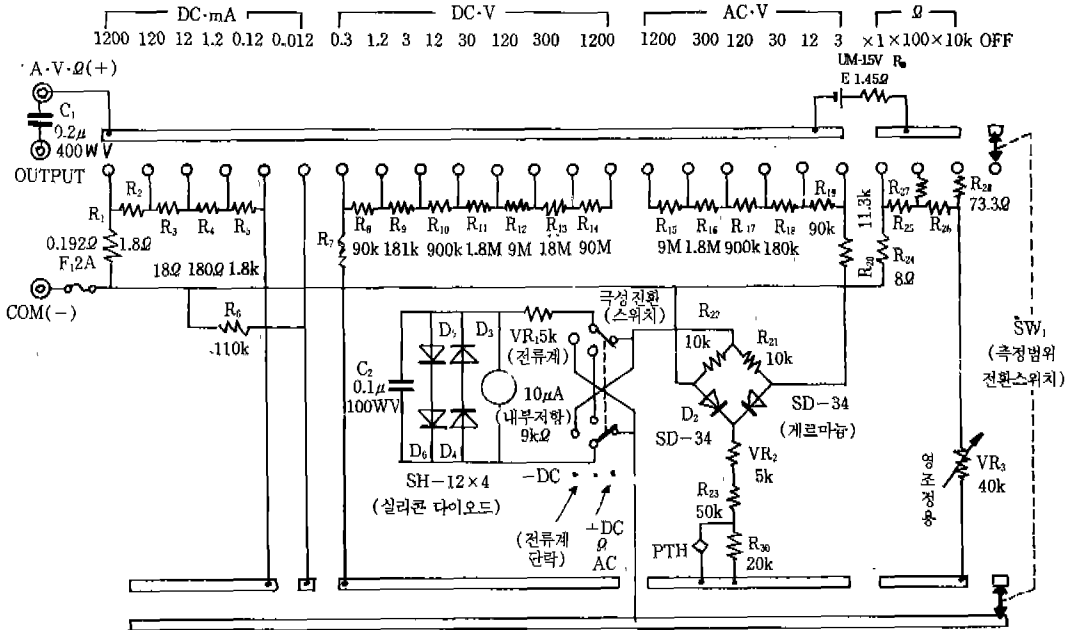 DC·mA DC·V AC·V Ω
1200 120 12 1.2 0.12 0.012 0.3 1.2 3 12 30 120 300 1200 1200 300 120 30 12 3 ×1 ×100 ×10k OFF
A·V·Ω(+)
UM-1.5V
E 1.45Ω
C₁
0.2μ
400WV
OUTPUT
R₁
R₂
R₃
R₄
R₅
R₇
R₈
R₉
R₁₀
R₁₁
R₁₂
R₁₃
R₁₄
R₁₅
R₁₆
R₁₇
R₁₈
R₁₉
11.3k
R₂₇
R₂₈
73.3Ω
R₂₅
R₂₆
0.192Ω
1.8Ω
90k 181k 900k 1.8M 9M 18M 90M
9M 1.8M 900k 180k
90k
R₂₀
R₂₄
8Ω
F₁2A
18Ω 180Ω 1.8k
COM(-)
R₆
110k
극성전환
(스위치)
R₂₂
10k
R₂₁
10k
SW₁
(측정범위
전환스위치)
D₅
D₃
VR₁5k
(전류계)
C₂
0.1μ
100WV
10μA
(내부저항)
9kΩ
D₂
SD-34
SD-34
(게르마늄)
D₆
D₄
SH-12×4
(실리콘 다이오드)
-DC
VR₂
5k
영조정용
VR₃
40k
R₂₃
50k
(전류계
단락)
+DC
Ω
AC
PTH
R₃₀
20k